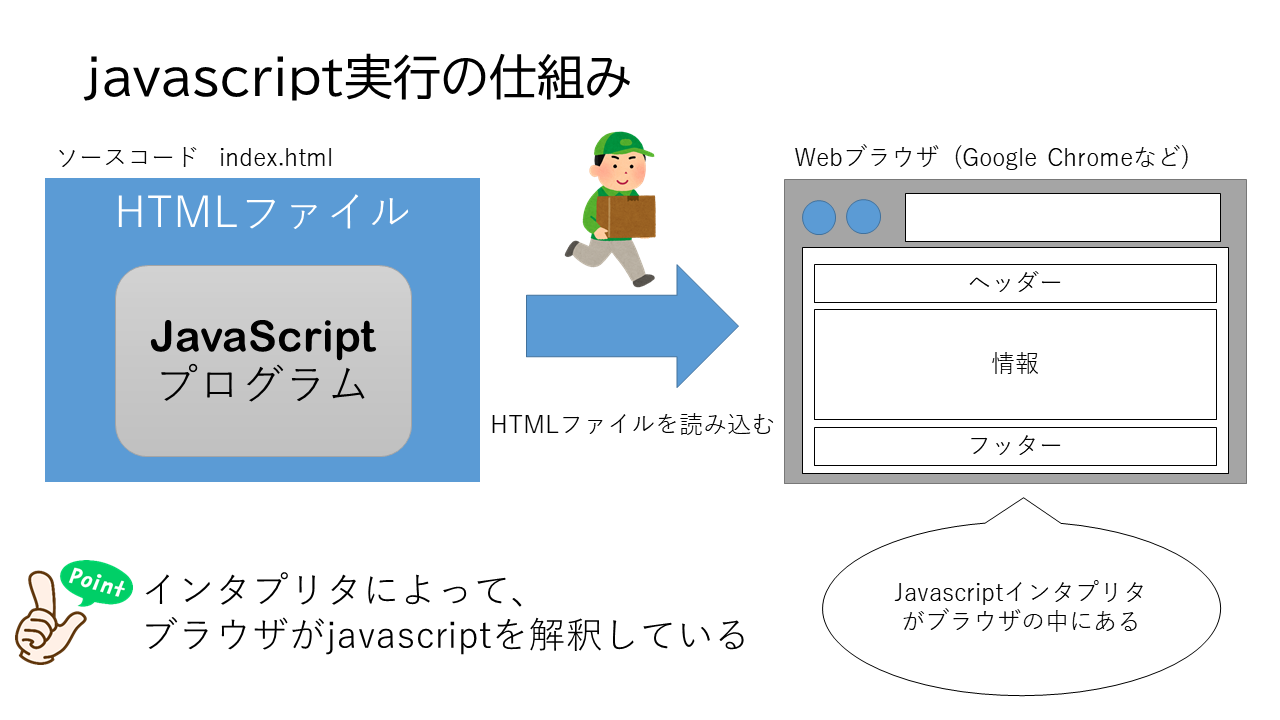 javascript実行の仕組み
ソースコード index.html
HTMLファイル
JavaScript
プログラム
HTMLファイルを読み込む
Webブラウザ（Google Chromeなど）
ヘッダー
情報
フッター
Javascriptインタプリタ
がブラウザの中にある
Point
インタプリタによって、
ブラウザがjavascriptを解釈している